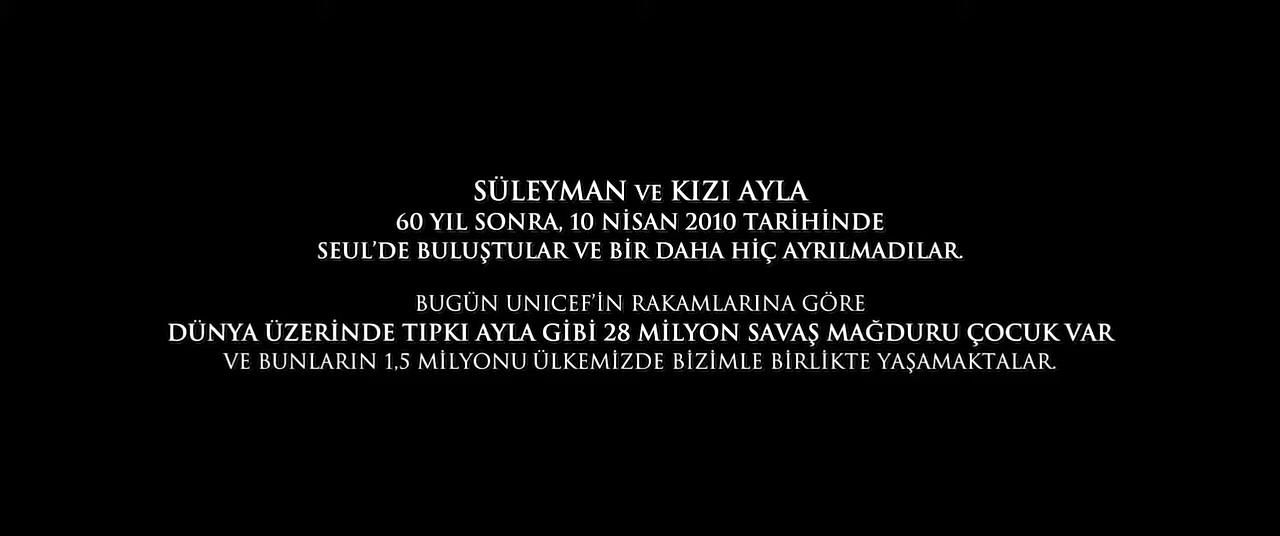 SÜLEYMAN VE KIZI AYLA
60 YIL SONRA, 10 NİSAN 2010 TARİHİNDE
SEUL’DE BULUŞTULAR VE BİR DAHA HİÇ AYRILMADILAR.
BUGÜN UNICEF’İN RAKAMLARINA GÖRE
DÜNYA ÜZERİNDE TIPKI AYLA GİBİ 28 MİLYON SAVAŞ MAĞDURU ÇOCUK VAR
VE BUNLARIN 1,5 MİLYONU ÜLKEMİZDE BİZİMLE BİRLİKTE YAŞAMAKTALAR.